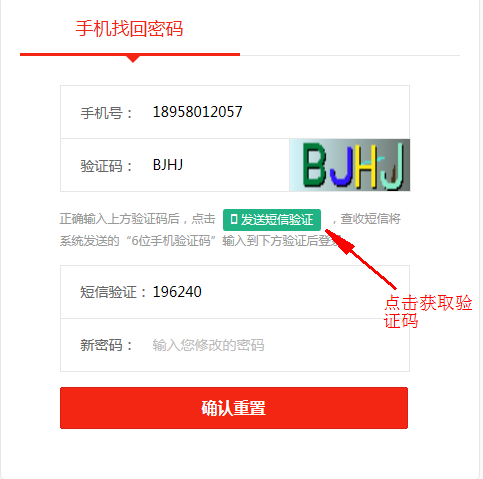 手机找回密码
手机号： 18958012057
验证码： BJHJ BJHJ
正确输入上方验证码后，点击 发送短信验证 ，查收短信将
系统发送的“6位手机验证码”输入到下方验证后登
短信验证： 196240
点击获取验
证码
新密码： 输入您修改的密码
确认重置